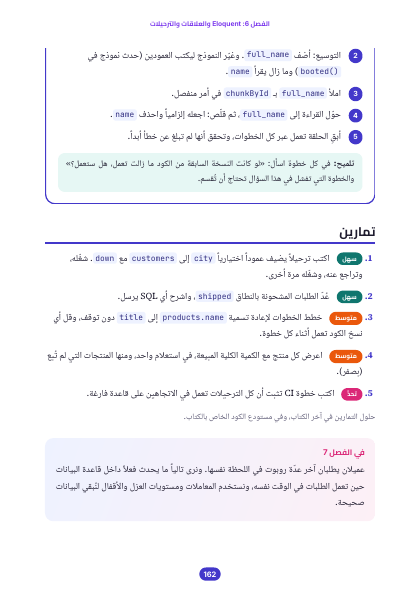 الفصل 6: Eloquent والعلاقات والترحيلات
2 التوسيع: أضف full_name. وغيّر النموذج ليكتب العمودين (حدث نموذج في
booted()) وما زال يقرأ name.
3 املأ full_name بـ chunkById في أمر منفصل.
4 حوّل القراءة إلى full_name، ثم قلّص: اجعله إلزامياً واحذف name.
5 أبقِ الحلقة تعمل عبر كل الخطوات، وتحقق أنها لم تبلغ عن خطأ أبداً.
تلميح: في كل خطوة اسأل: «لو كانت النسخة السابقة من الكود ما زالت تعمل، هل ستعمل؟»
والخطوة التي تفشل في هذا السؤال تحتاج أن تُقسم.
تمارين
1. سهل اكتب ترحيلاً يضيف عموداً اختيارياً city إلى customers مع down. شغّله،
وتراجع عنه، وشغّله مرة أخرى.
2. سهل عُدّ الطلبات المشحونة بالنطاق shipped، واشرح أي SQL يرسل.
3. متوسط خطط الخطوات لإعادة تسمية products.name إلى title دون توقف، وقل أي
نسخ الكود تعمل أثناء كل خطوة.
4. متوسط اعرض كل منتج مع الكمية الكلية المبيعة، في استعلام واحد، ومنها المنتجات التي لم تُبع
(بصفر).
5. تحدٍّ اكتب خطوة CI تثبت أن كل الترحيلات تعمل في الاتجاهين على قاعدة فارغة.
حلول التمارين في آخر الكتاب، وفي مستودع الكود الخاص بالكتاب.
في الفصل 7
عميلان يطلبان آخر عدّة روبوت في اللحظة نفسها. ونرى تالياً ما يحدث فعلاً داخل قاعدة البيانات
حين تعمل الطلبات في الوقت نفسه، ونستخدم المعاملات ومستويات العزل والأقفال لتُبقي البيانات
صحيحة.
162